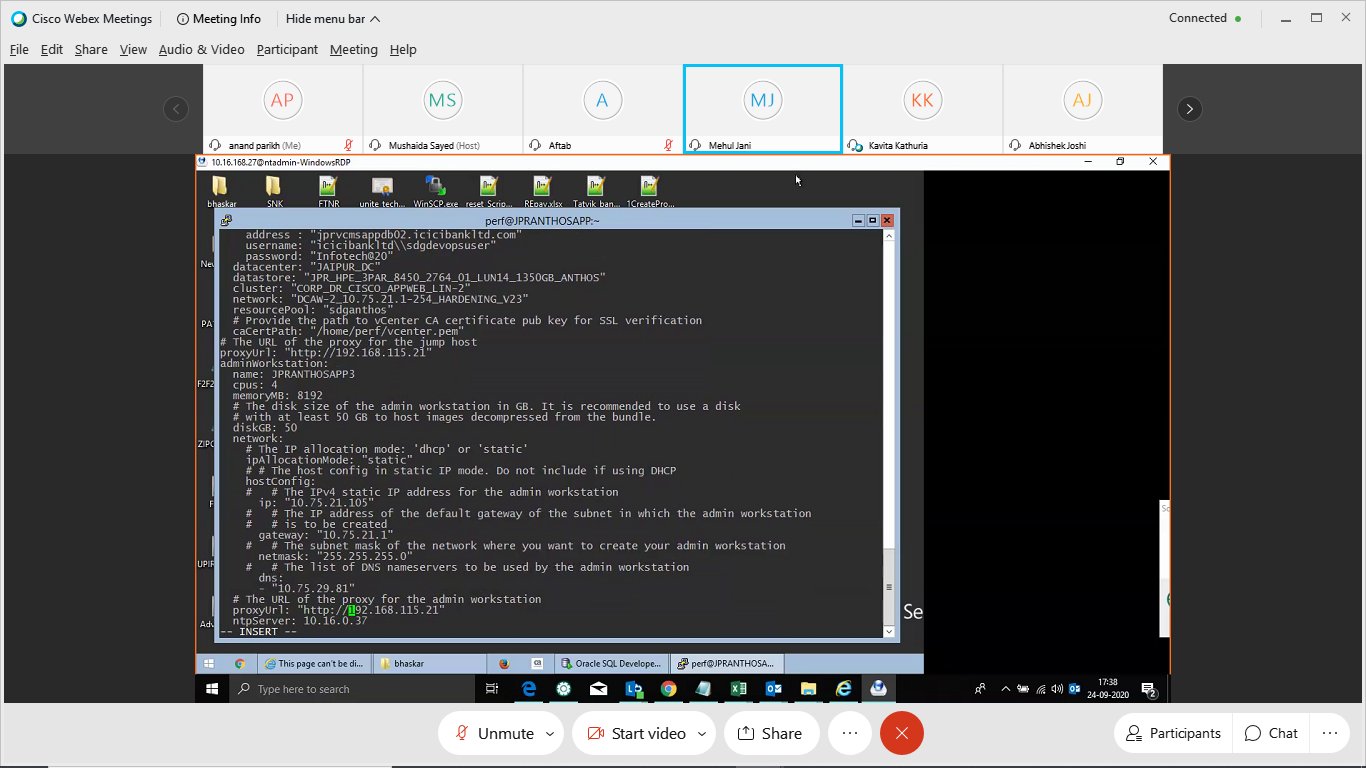 Cisco Webex Meetings
Meeting Info
Hide menu bar
Connected
File Edit Share View Audio & Video Participant Meeting Help
AP MS A MJ KK AJ
anand parikh (Me) Mushaida Sayed (Host) Aftab Mehul Jani Kavita Kathuria Abhishek Joshi
10.16.168.27@ntadmin-WindowsRDP
bhaskar SNK FTNR unite_tech... WinSCP.exe reset_Scrip... REpay.xlsx Tatvik_ban... 1CreatePro...
perf@JPRANTHOSAPP:~
address : "jprvcmsappdb02.icicibankltd.com"
username: "icicibankltd\\sdgdevopsuser"
password: "Infotech@20"
datacenter: "JAIPUR_DC"
datastore: "JPR_HPE_3PAR_8450_2764_01_LUN14_1350GB_ANTHOS"
cluster: "CORP_DR_CISCO_APPWEB_LIN-2"
network: "DCAW-2_10.75.21.1-254_HARDENING_V23"
resourcePool: "sdganthos"
# Provide the path to vCenter CA certificate pub key for SSL verification
caCertPath: "/home/perf/vcenter.pem"
# The URL of the proxy for the jump host
proxyUrl: "http://192.168.115.21"
adminWorkstation:
name: JPRANTHOSAPP3
cpus: 4
memoryMB: 8192
# The disk size of the admin workstation in GB. It is recommended to use a disk
# with at least 50 GB to host images decompressed from the bundle.
diskGB: 50
network:
# The IP allocation mode: 'dhcp' or 'static'
ipAllocationMode: "static"
# # The host config in static IP mode. Do not include if using DHCP
hostConfig:
# # The IPv4 static IP address for the admin workstation
ip: "10.75.21.105"
# # The IP address of the default gateway of the subnet in which the admin workstation
# # is to be created
gateway: "10.75.21.1"
# # The subnet mask of the network where you want to create your admin workstation
netmask: "255.255.255.0"
# # The list of DNS nameservers to be used by the admin workstation
dns:
- "10.75.29.81"
# The URL of the proxy for the admin workstation
proxyUrl: "http://192.168.115.21"
ntpServer: 10.16.0.37
-- INSERT --
Se
This page can't be di... bhaskar Oracle SQL Develope... perf@JPRANTHOSA...
Type here to search
17:38
24-09-2020
2
Unmute Start video Share Participants Chat